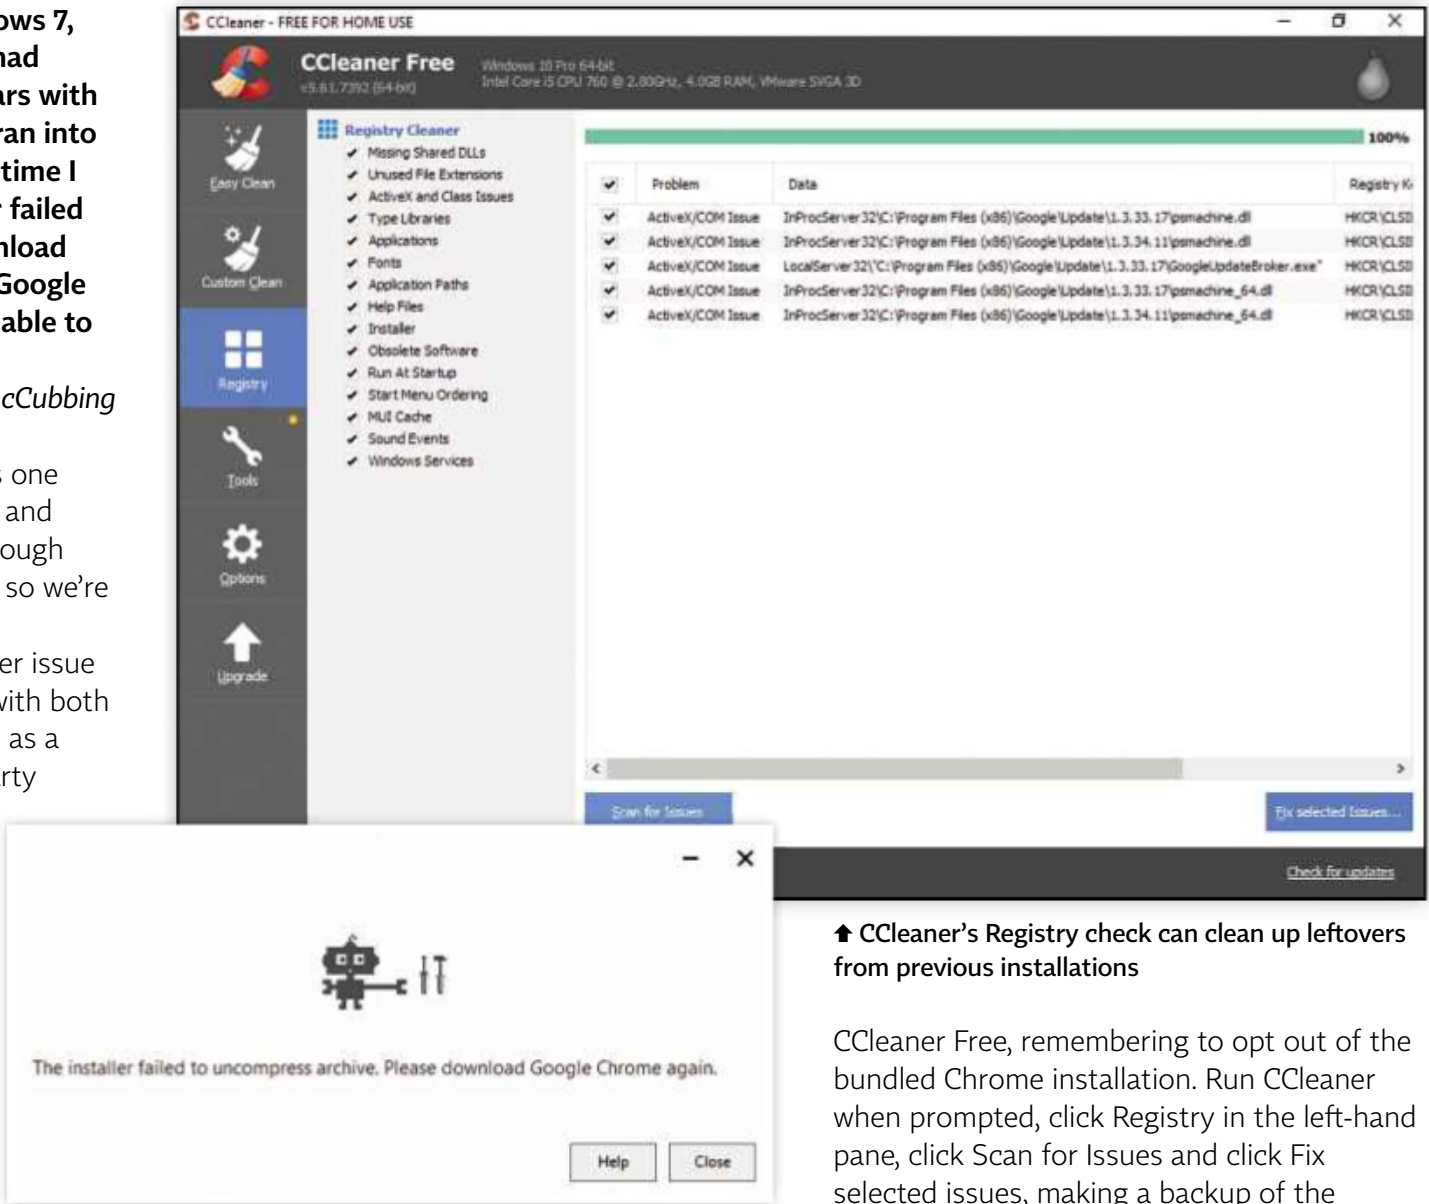 ows 7,
had
ars with
ran into
time I
r failed
nload
Google
able to
cCubbing
s one
and
ough
so we're
er issue
with both
as a
rty
CCleaner - FREE FOR HOME USE
CCleaner Free
v5.61.7392 (64-bit)
Windows 10 Pro 64-bit
Intel Core i5 CPU 760 @ 2.80GHz, 4.0GB RAM, VMware SVGA 3D
Easy Clean
Custom Clean
Registry
Tools
Options
Upgrade
Registry Cleaner
Missing Shared DLLs
Unused File Extensions
ActiveX and Class Issues
Type Libraries
Applications
Fonts
Application Paths
Help Files
Installer
Obsolete Software
Run At Startup
Start Menu Ordering
MUI Cache
Sound Events
Windows Services
100%
Problem Data Registry K
ActiveX/COM Issue InProcServer32\C:\Program Files (x86)\Google\Update\1.3.33.17\psmachine.dll HKCR\CLSID
ActiveX/COM Issue InProcServer32\C:\Program Files (x86)\Google\Update\1.3.34.11\psmachine.dll HKCR\CLSID
ActiveX/COM Issue LocalServer32\"C:\Program Files (x86)\Google\Update\1.3.33.17\GoogleUpdateBroker.exe" HKCR\CLSID
ActiveX/COM Issue InProcServer32\C:\Program Files (x86)\Google\Update\1.3.33.17\psmachine_64.dll HKCR\CLSID
ActiveX/COM Issue InProcServer32\C:\Program Files (x86)\Google\Update\1.3.34.11\psmachine_64.dll HKCR\CLSID
Scan for Issues
Fix selected Issues...
Check for updates
The installer failed to uncompress archive. Please download Google Chrome again.
Help
Close
CCleaner's Registry check can clean up leftovers
from previous installations
CCleaner Free, remembering to opt out of the
bundled Chrome installation. Run CCleaner
when prompted, click Registry in the left-hand
pane, click Scan for Issues and click Fix
selected issues, making a backup of the